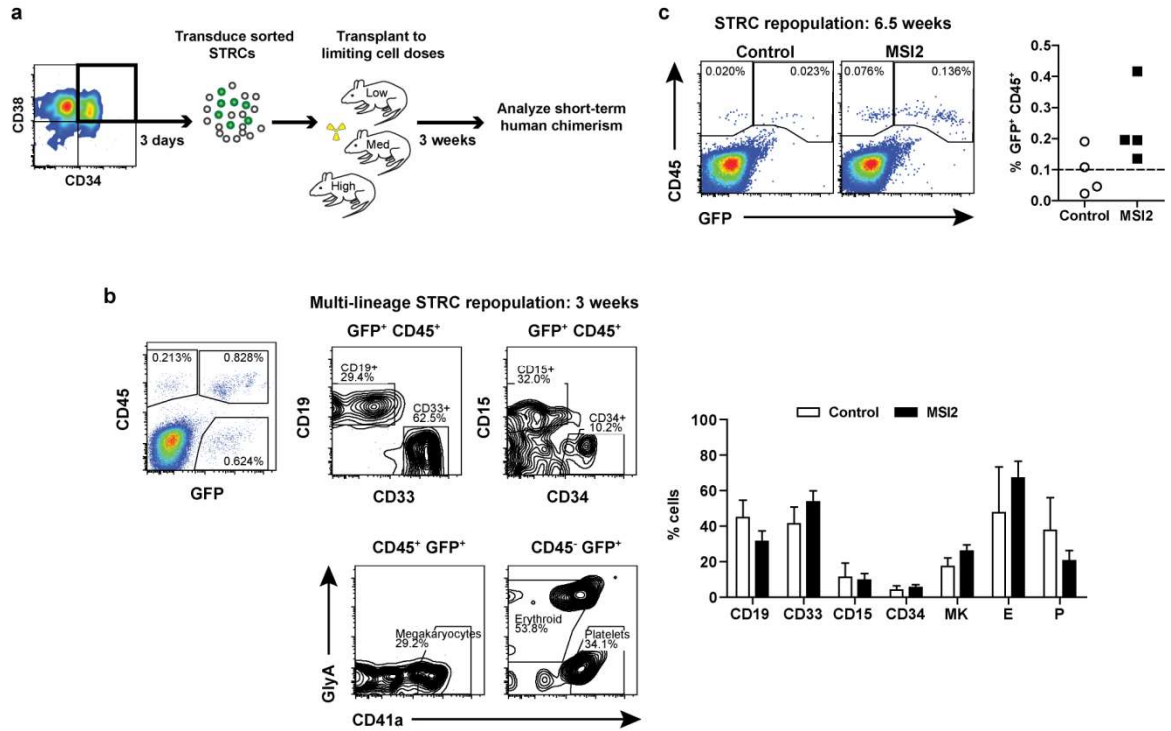 a
Transduce sorted
STRCs
Transplant to
limiting cell doses
CD38
CD34
3 days
Low
Med
High
3 weeks
Analyze short-term
human chimerism
c
STRC repopulation: 6.5 weeks
Control
MSI2
0.020%
0.023%
0.076%
0.136%
CD45
GFP
% GFP⁺ CD45⁺
0.5
0.4
0.3
0.2
0.1
0.0
Control
MSI2
b
Multi-lineage STRC repopulation: 3 weeks
0.213%
0.828%
0.624%
CD45
GFP
GFP⁺ CD45⁺
CD19+
29.4%
CD33+
62.5%
CD19
CD33
GFP⁺ CD45⁺
CD15+
32.0%
CD34+
10.2%
CD15
CD34
CD45⁺ GFP⁺
Megakaryocytes
29.2%
CD45⁻ GFP⁺
Erythroid
53.8%
Platelets
34.1%
GlyA
CD41a
Control
MSI2
% cells
100
80
60
40
20
0
CD19
CD33
CD15
CD34
MK
E
P